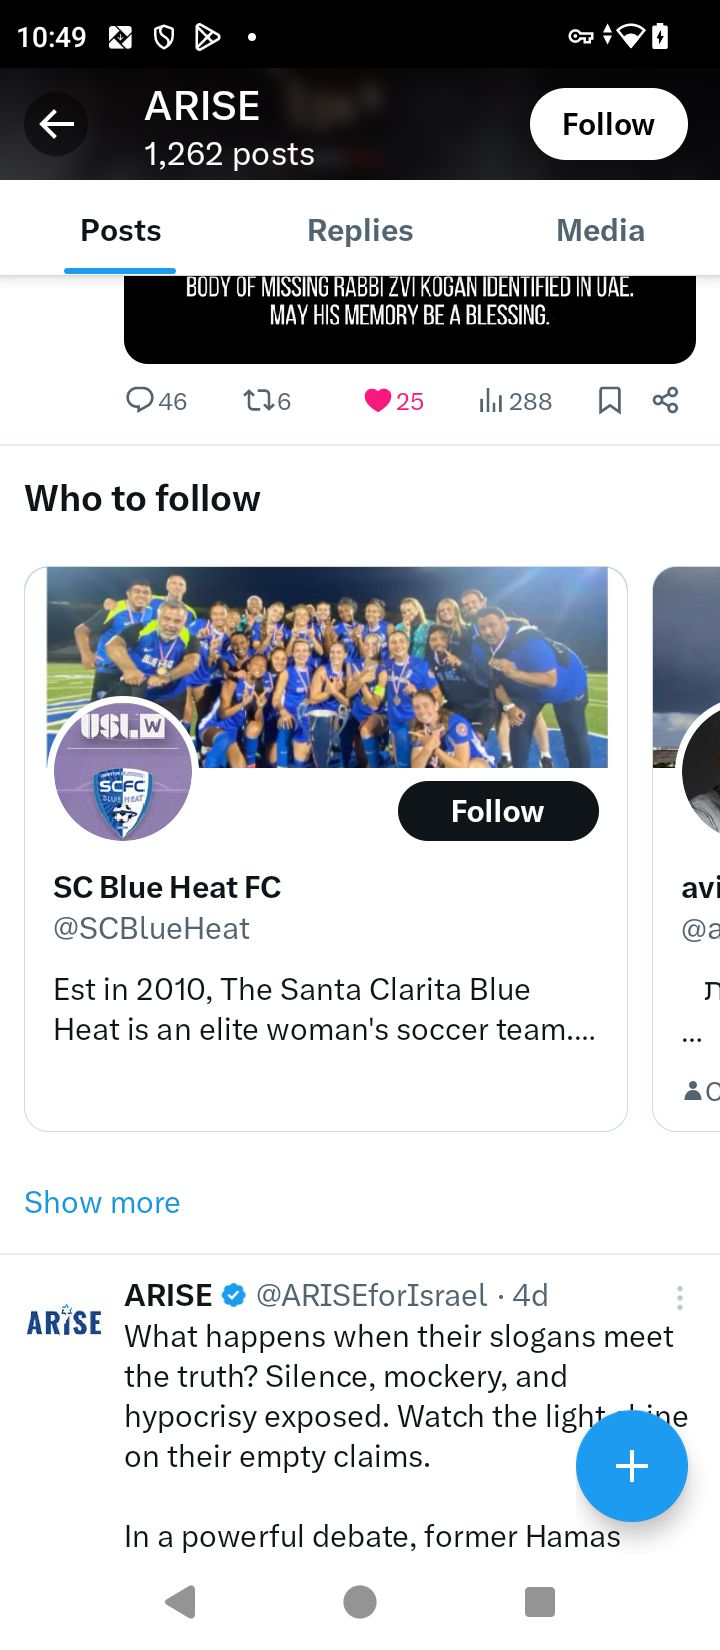 10:49
ARISE
1,262 posts
Follow
Posts
Replies
Media
BODY OF MISSING RABBI ZVI KOGAN IDENTIFIED IN UAE.
MAY HIS MEMORY BE A BLESSING.
46
6
25
288
Who to follow
USL W
SCFC
BLUE HEAT
Follow
SC Blue Heat FC
@SCBlueHeat
Est in 2010, The Santa Clarita Blue
Heat is an elite woman's soccer team....
avi
@a
ת
...
Show more
ARISE
ARISE @ARISEforIsrael · 4d
What happens when their slogans meet
the truth? Silence, mockery, and
hypocrisy exposed. Watch the light shine
on their empty claims.
In a powerful debate, former Hamas